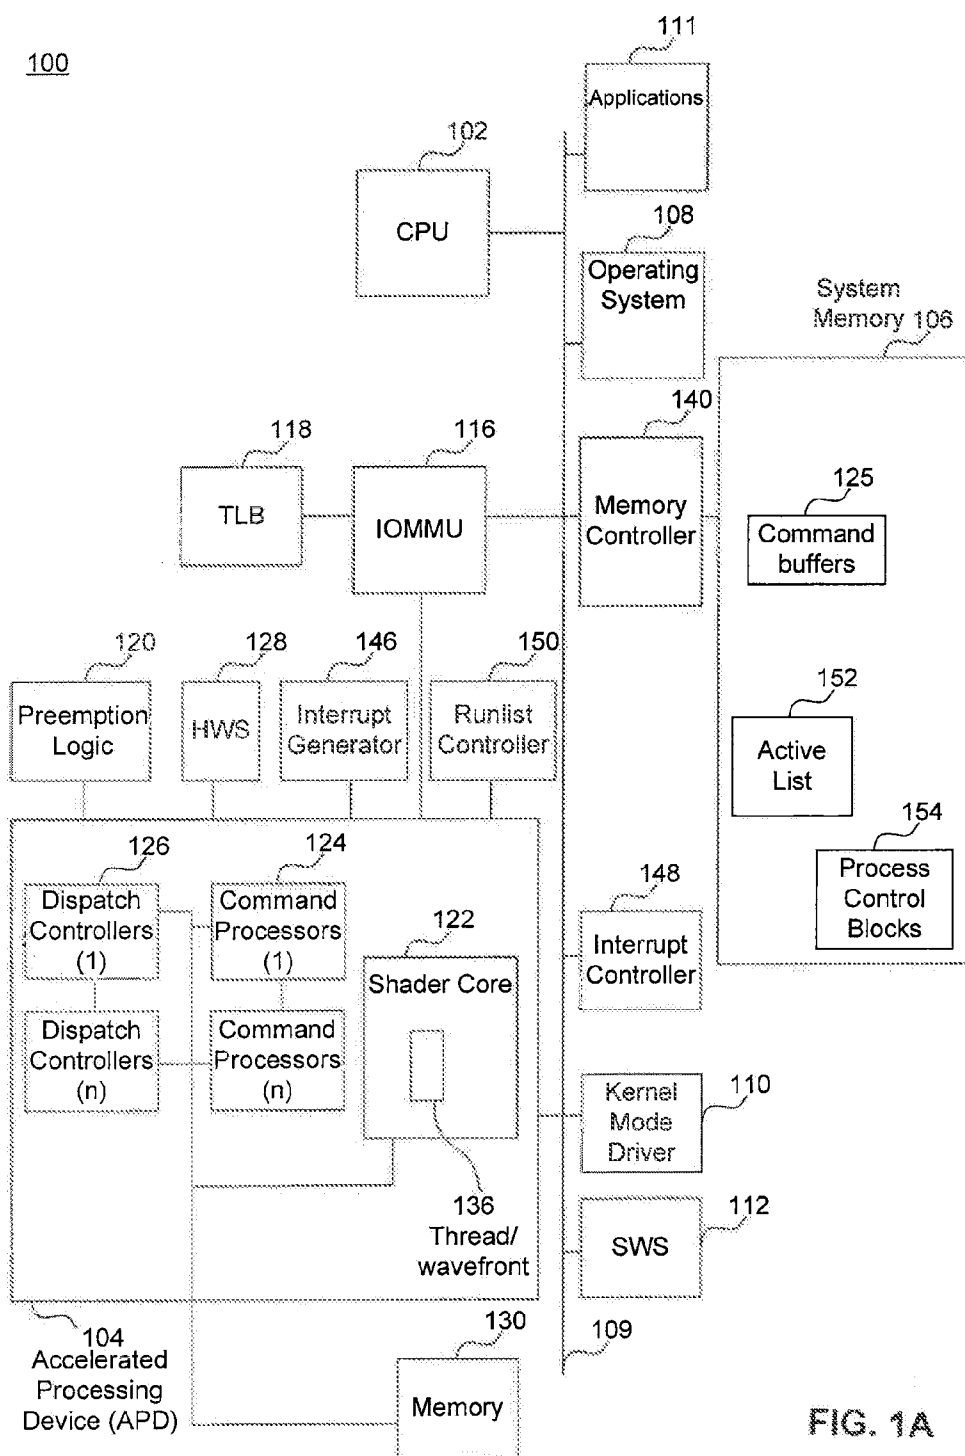 100
111
Applications
102
CPU
108
Operating
System
System
Memory 106
118
TLB
116
IOMMU
140
Memory
Controller
125
Command
buffers
120
Preemption
Logic
128
HWS
146
Interrupt
Generator
150
Runlist
Controller
152
Active
List
154
Process
Control
Blocks
126
Dispatch
Controllers
(1)
124
Command
Processors
(1)
122
Shader Core
148
Interrupt
Controller
Dispatch
Controllers
(n)
Command
Processors
(n)
136
Thread/
wavefront
Kernel
Mode
Driver
110
SWS
112
104
Accelerated
Processing
Device (APD)
130
Memory
109
FIG. 1A